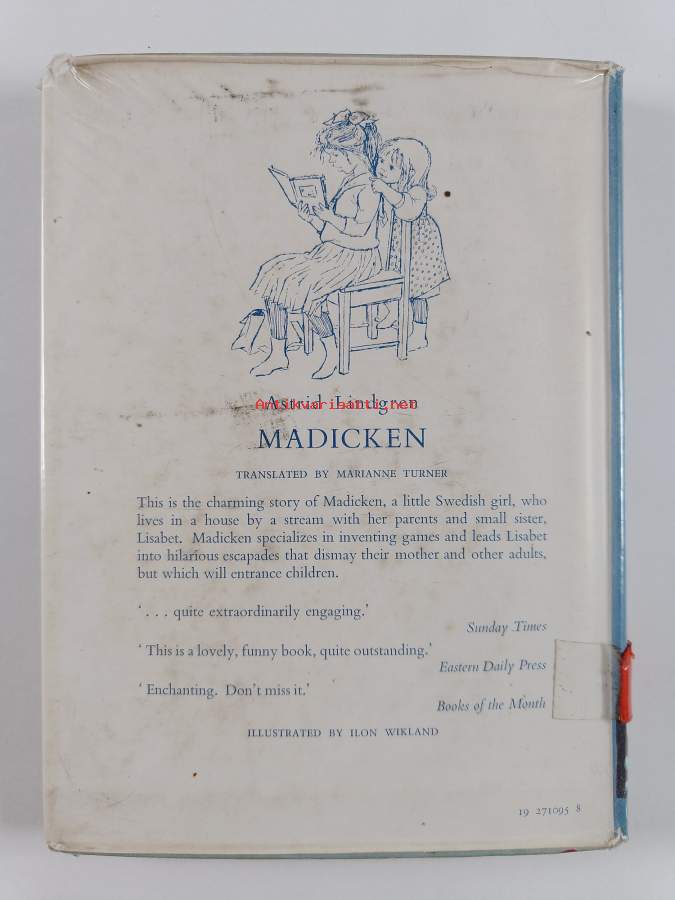 Astrid Lindgren
Antikvariaatti.net
MADICKEN
TRANSLATED BY MARIANNE TURNER
This is the charming story of Madicken, a little Swedish girl, who
lives in a house by a stream with her parents and small sister,
Lisabet. Madicken specializes in inventing games and leads Lisabet
into hilarious escapades that dismay their mother and other adults,
but which will entrance children.
‘. . . quite extraordinarily engaging.’
Sunday Times
‘This is a lovely, funny book, quite outstanding.’
Eastern Daily Press
‘Enchanting. Don’t miss it.’
Books of the Month
ILLUSTRATED BY ILON WIKLAND
19 271095 8